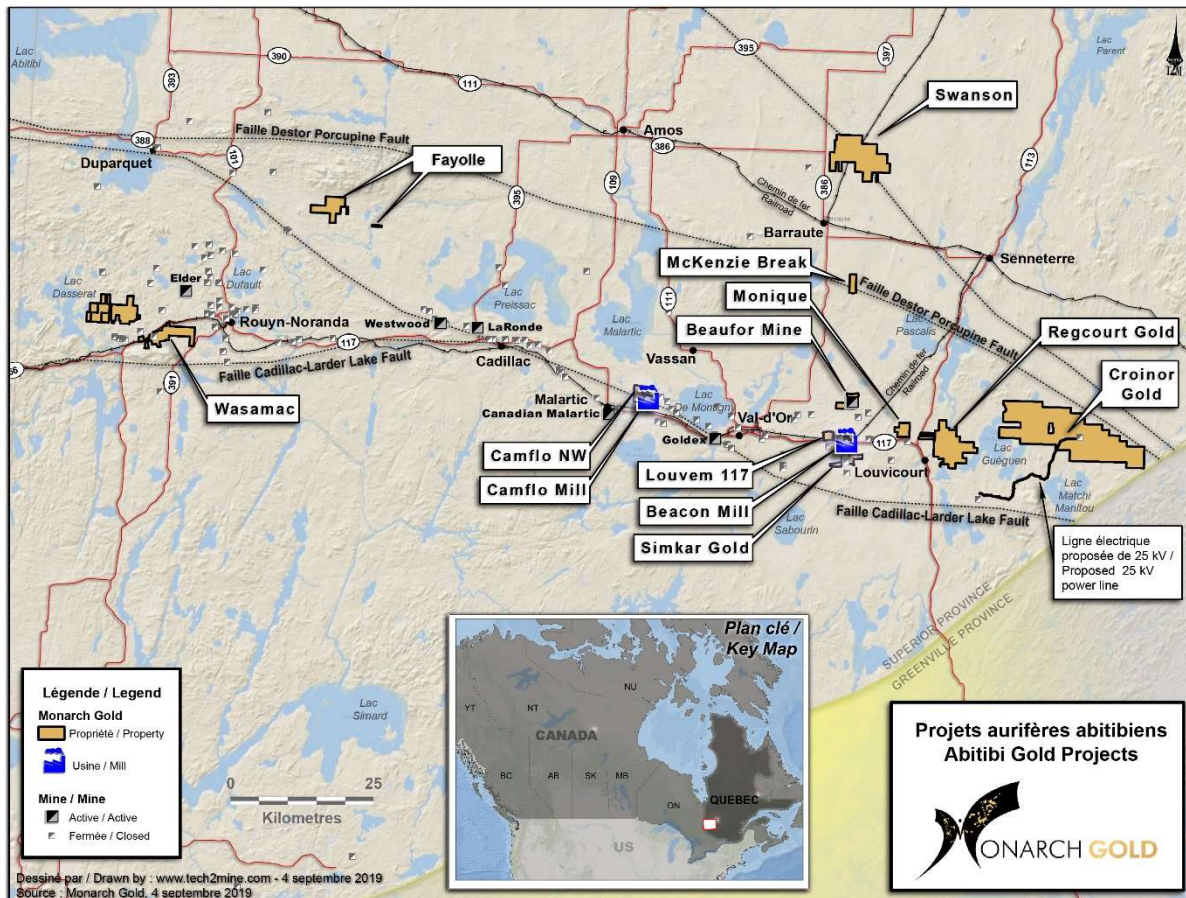 Lac
Abitibi
393
390
111
395
397
Lac
Parent
Swanson
Amos
386
388
Faille Destor Porcupine Fault
Duparquet
101
Fayolle
109
395
113
386
Chemin de fer
Railroad
Barraute
Senneterre
McKenzie Break
Monique
Beaufor Mine
Faille Destor Porcupine Fault
Regcourt Gold
Croinor
Gold
Lac
Dasserat
Elder
Lac
Dufault
Lac
Preissac
Lac
Malartic
Lac
Pascalis
Rouyn-Noranda
Westwood
LaRonde
117
Cadillac
111
Vassan
Chemin de fer
Railroad
Faille Cadillac-Larder Lake Fault
391
Wasamac
Malartic
Canadian Malartic
Lac
De Montigny
Val-d'Or
Goldex
117
Louvicourt
Lac
Guéguen
Lac
Matchi
Manitou
Camflo NW
Camflo Mill
Louvem 117
Beacon Mill
Simkar Gold
Lac
Sabourin
Faille Cadillac-Larder Lake Fault
Ligne électrique
proposée de 25 kV /
Proposed 25 kV
power line
SUPERIOR PROVINCE
GREENVILLE PROVINCE
Lac
Simard
Légende / Legend
Monarch Gold
Propriété / Property
Usine / Mill
Mine / Mine
Active / Active
Fermée / Closed
0 25
Kilometres
Plan clé /
Key Map
YT
NT
NU
CANADA
BC
AB
SK
MB
ON
QUEBEC
US
Projets aurifères abitibiens
Abitibi Gold Projects
MONARCH GOLD
Dessiné par / Drawn by : www.tech2mine.com - 4 septembre 2019
Source : Monarch Gold, 4 septembre 2019